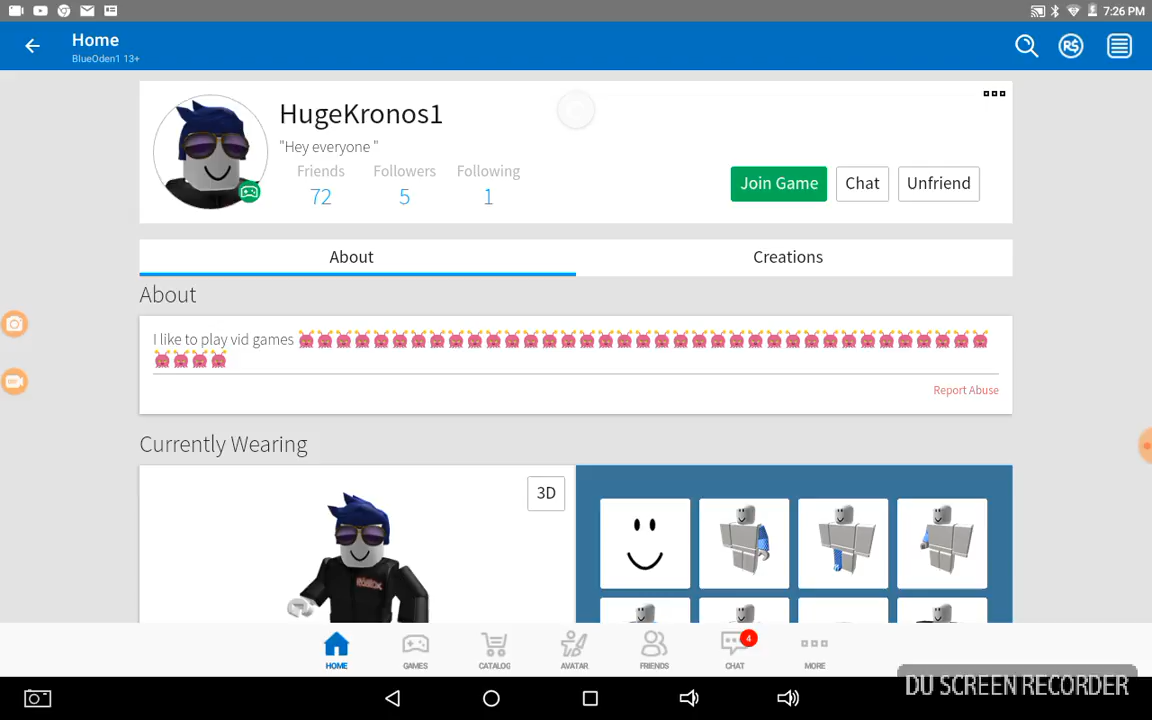 7:26 PM
Home
BlueOden1 13+
R$
HugeKronos1
"Hey everyone "
Friends Followers Following
72 5 1
Join Game Chat Unfriend
About Creations
About
I like to play vid games
Report Abuse
Currently Wearing
3D
4
HOME GAMES CATALOG AVATAR FRIENDS CHAT MORE
DU SCREEN RECORDER